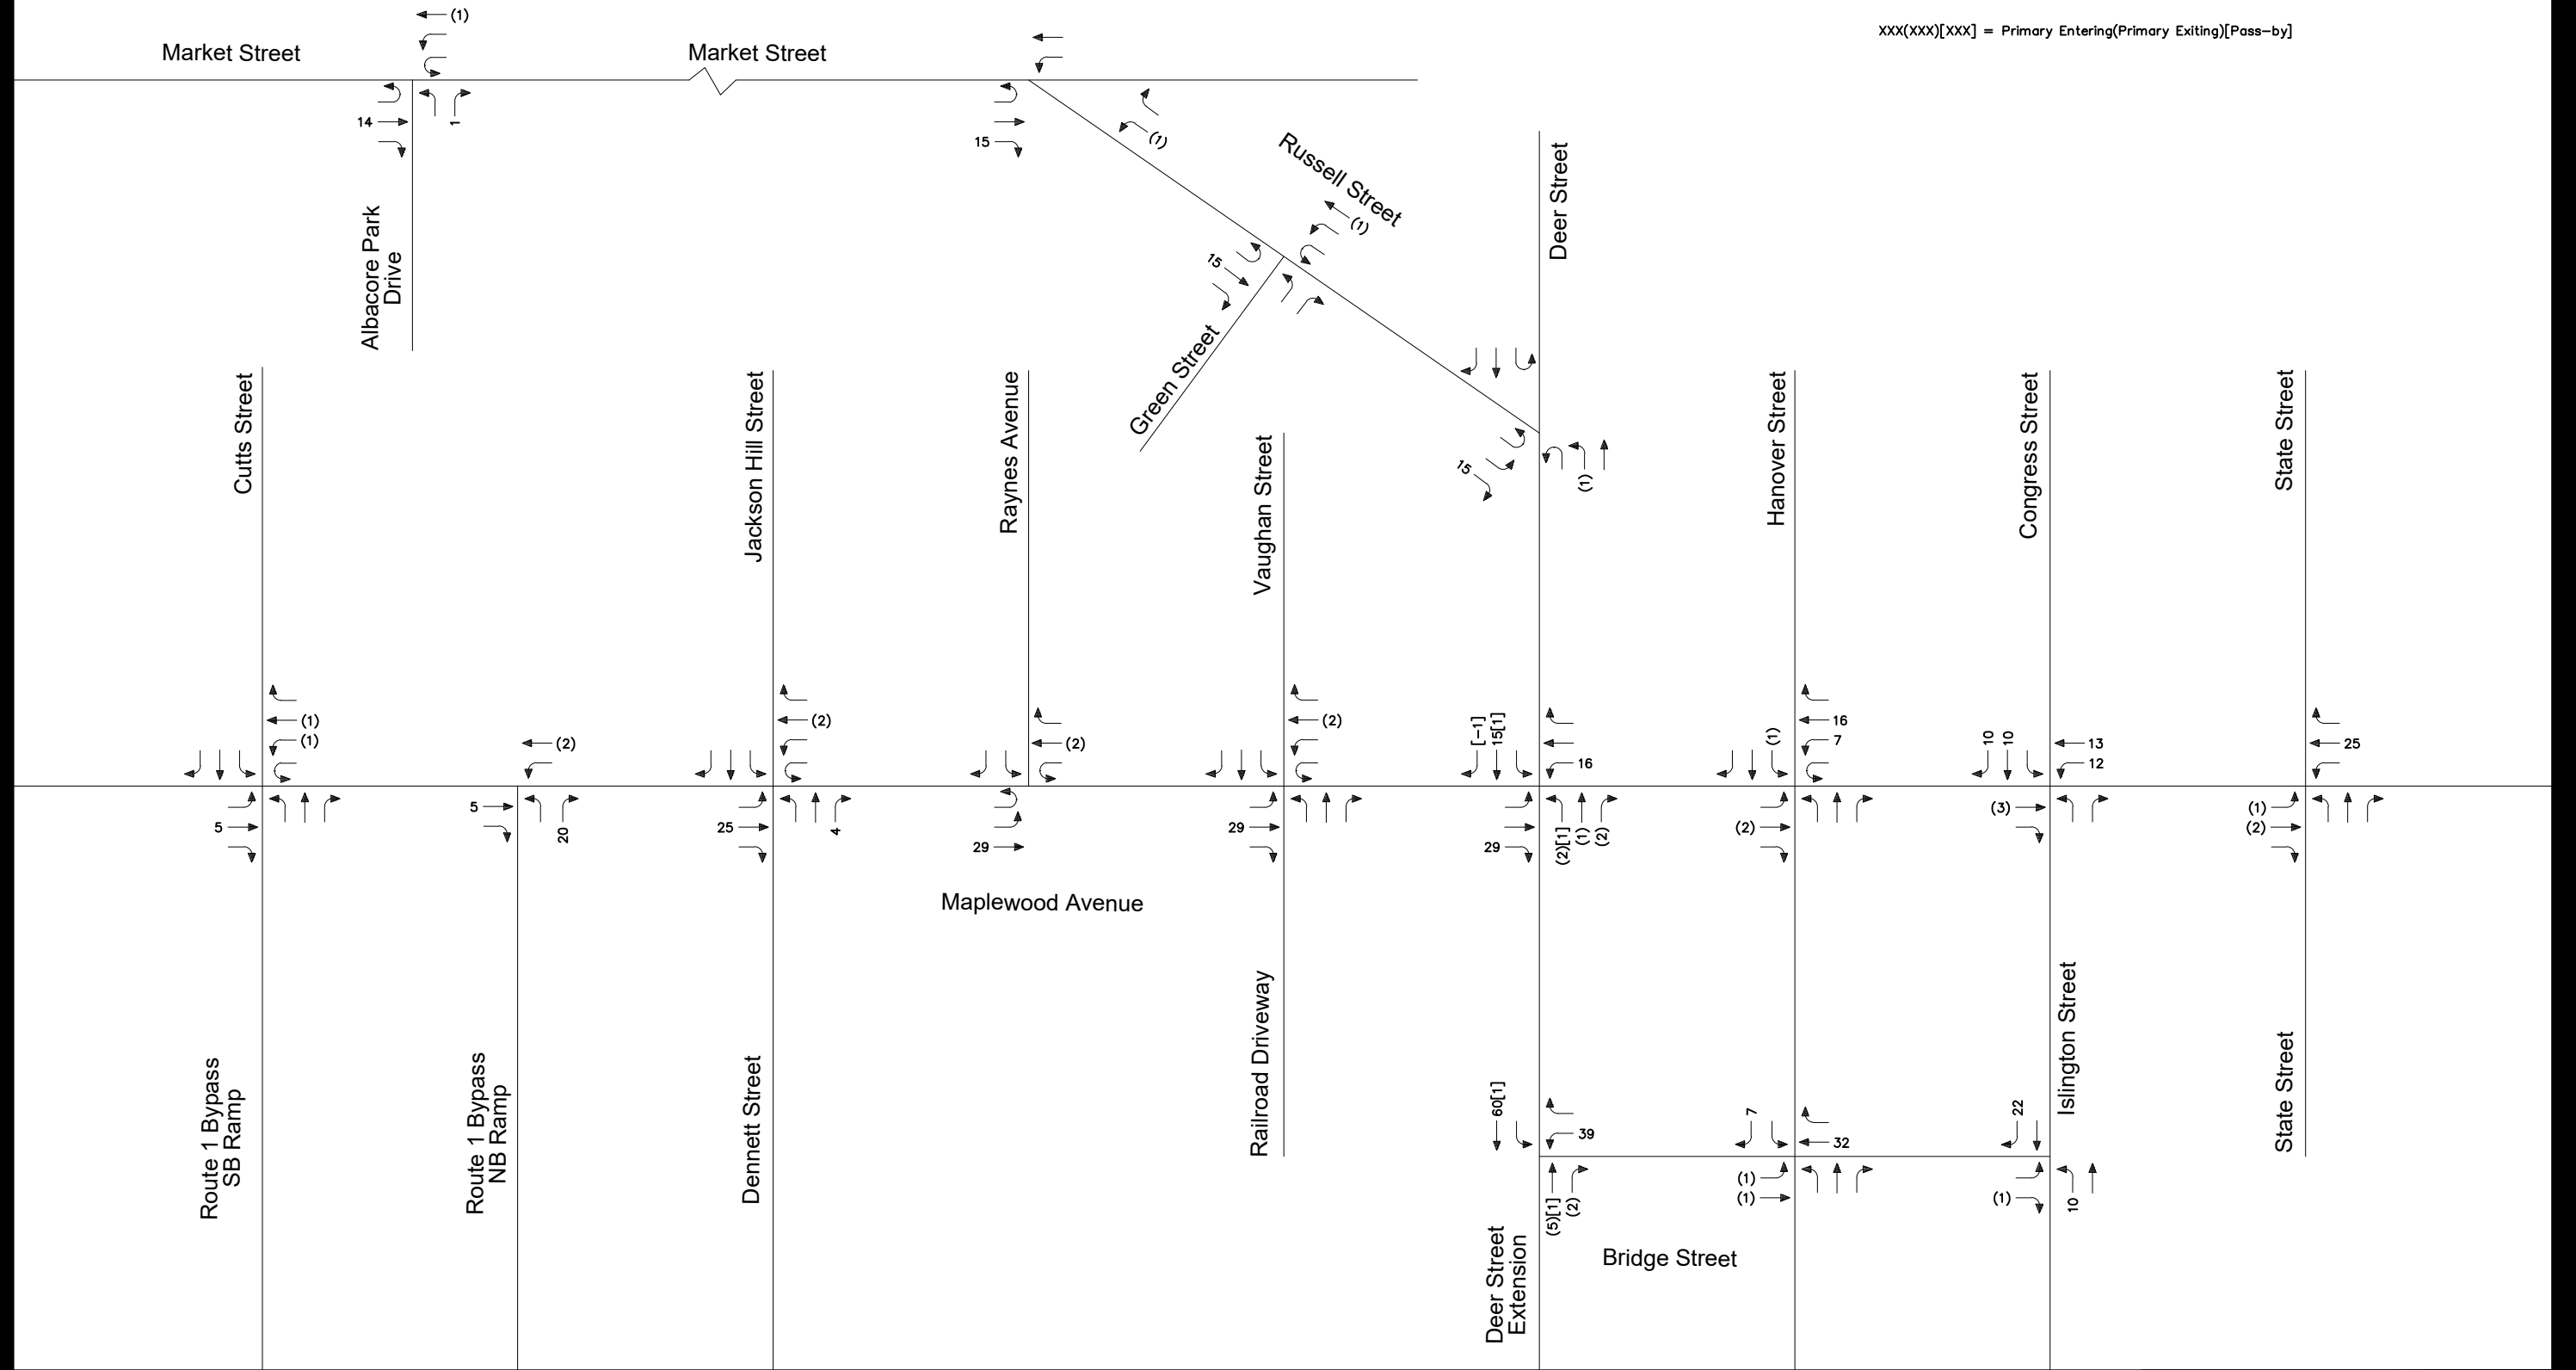 (1)
XXX(XXX)[XXX] = Primary Entering(Primary Exiting)[Pass-by]
Market Street
Market Street
14
1
15
(1)
Russell Street
Deer Street
Albacore Park
Drive
15
(1)
Green Street
Cutts Street
Jackson Hill Street
Raynes Avenue
Vaughan Street
15
(1)
Hanover Street
Congress Street
State Street
(1)
(1)
(2)
(2)
(2)
(2)
[-1]
15[1]
16
(1)
16
7
10
10
13
12
25
5
5
20
25
4
29
29
29
(2)[1]
(1)
(2)
(2)
(3)
(1)
(2)
Maplewood Avenue
Route 1 Bypass
SB Ramp
Route 1 Bypass
NB Ramp
Dennett Street
Railroad Driveway
Islington Street
State Street
60[1]
39
7
32
22
(5)[1]
(2)
(1)
(1)
(1)
10
Deer Street
Extension
Bridge Street